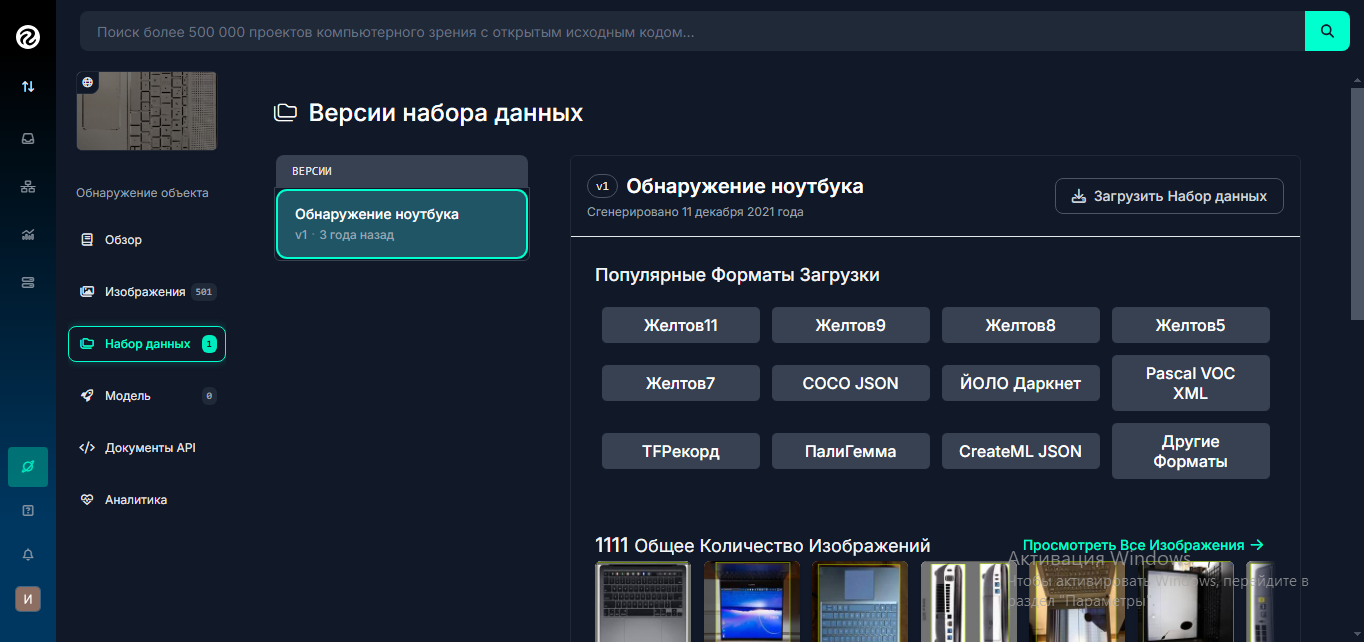 Поиск более 500 000 проектов компьютерного зрения с открытым исходным кодом...
Обнаружение объекта
Обзор
Изображения 501
Набор данных 1
Модель 0
Документы API
Аналитика
И
Версии набора данных
ВЕРСИИ
Обнаружение ноутбука
v1 · 3 года назад
v1 Обнаружение ноутбука
Сгенерировано 11 декабря 2021 года
Загрузить Набор данных
Популярные Форматы Загрузки
Желтов11 Желтов9 Желтов8 Желтов5
Желтов7 COCO JSON ЙОЛО Даркнет Pascal VOC
XML
TFРекорд ПалиГемма CreateML JSON Другие
Форматы
1111 Общее Количество Изображений
Просмотреть Все Изображения →
Активация Windows
Чтобы активировать Windows, перейдите в
раздел "Параметры"